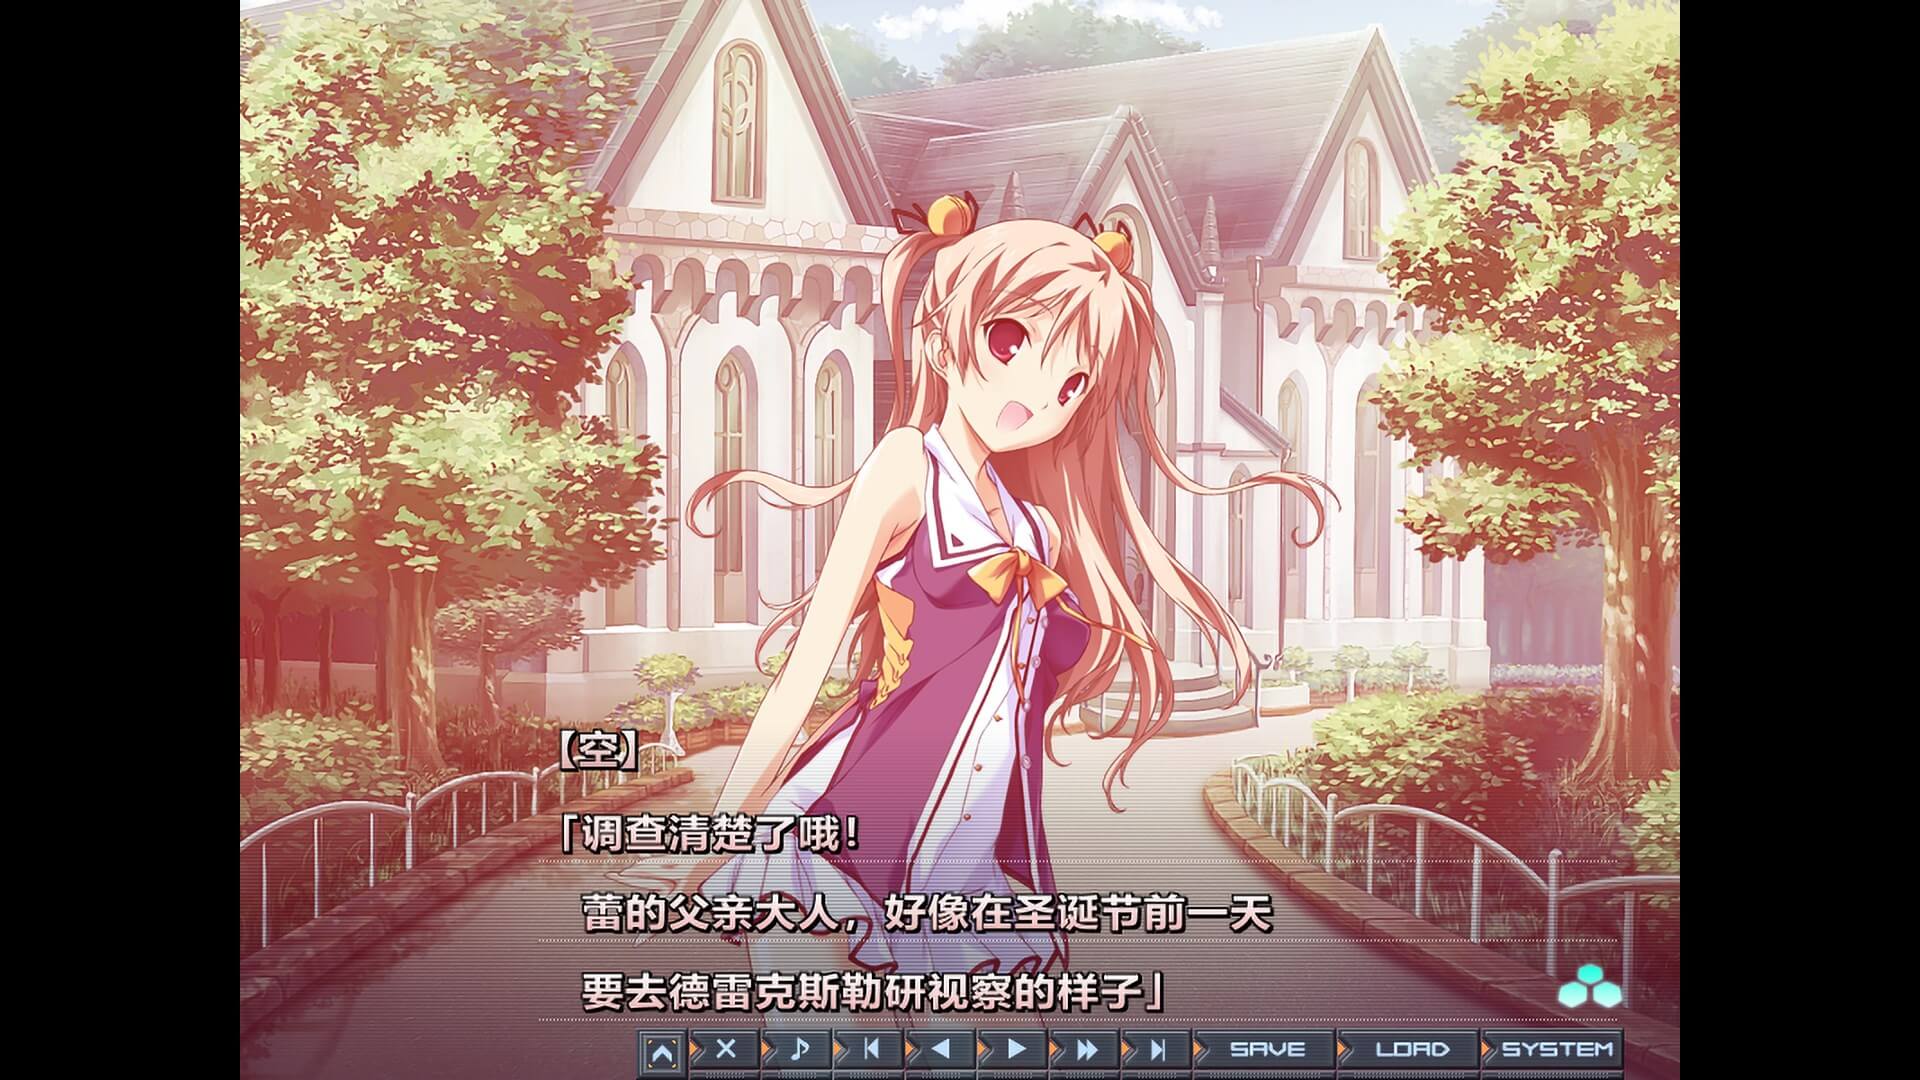 【空】
「调查清楚了哦！
蕾的父亲大人，好像在圣诞节前一天
要去德雷克斯勒研视察的样子」
SAVE LOAD SYSTEM